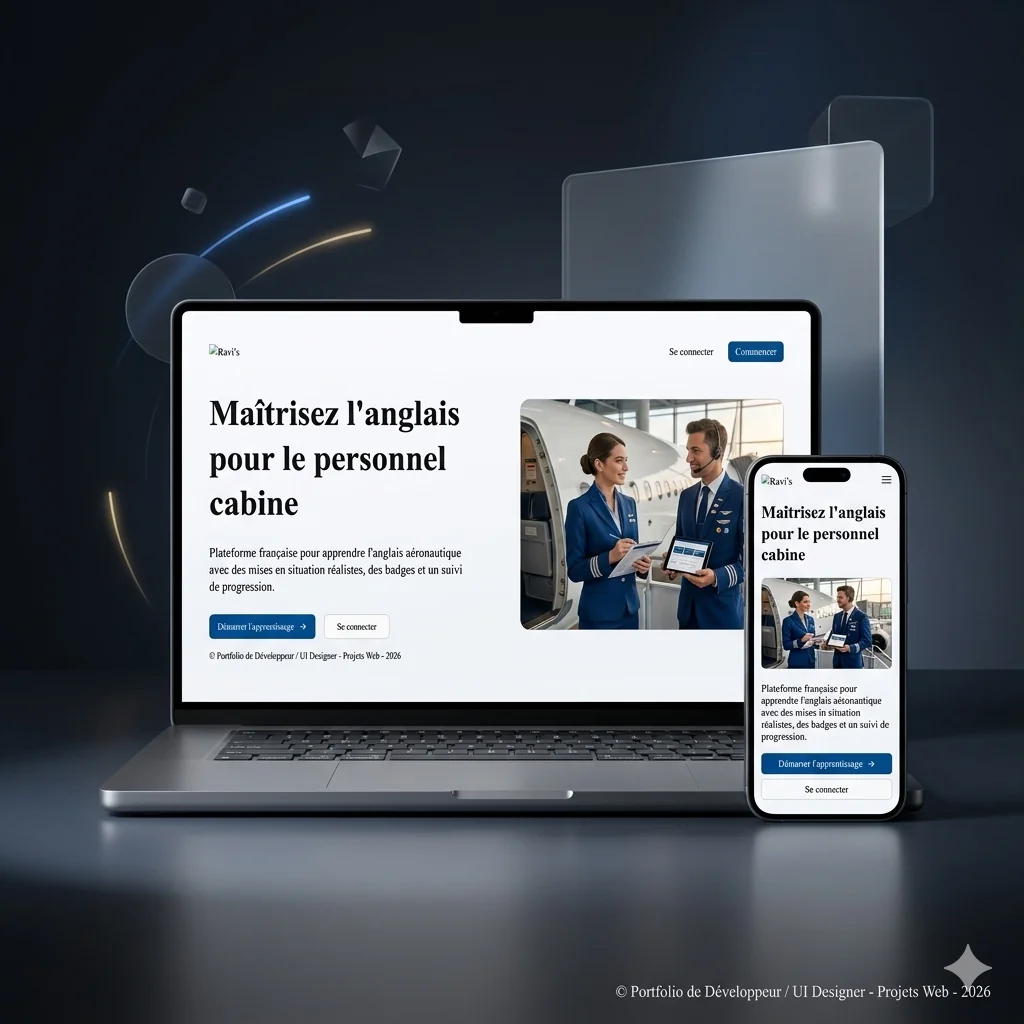 Ravi's
Se connecter
Commencer
Maîtrisez l'anglais
pour le personnel
cabine
Plateforme française pour apprendre l'anglais aéronautique
avec des mises en situation réalistes, des badges et un suivi
de progression.
Démarrer l'apprentissage →
Se connecter
© Portfolio de Développeur / UI Designer - Projets Web - 2026
Ravi's
Maîtrisez l'anglais
pour le personnel
cabine
Plateforme française pour
apprendre l'anglais aéronautique
avec des mises in situation
réalistes, des badges et un suivi de
progression.
Démarrer l'apprentissage →
Se connecter
© Portfolio de Développeur / UI Designer - Projets Web - 2026